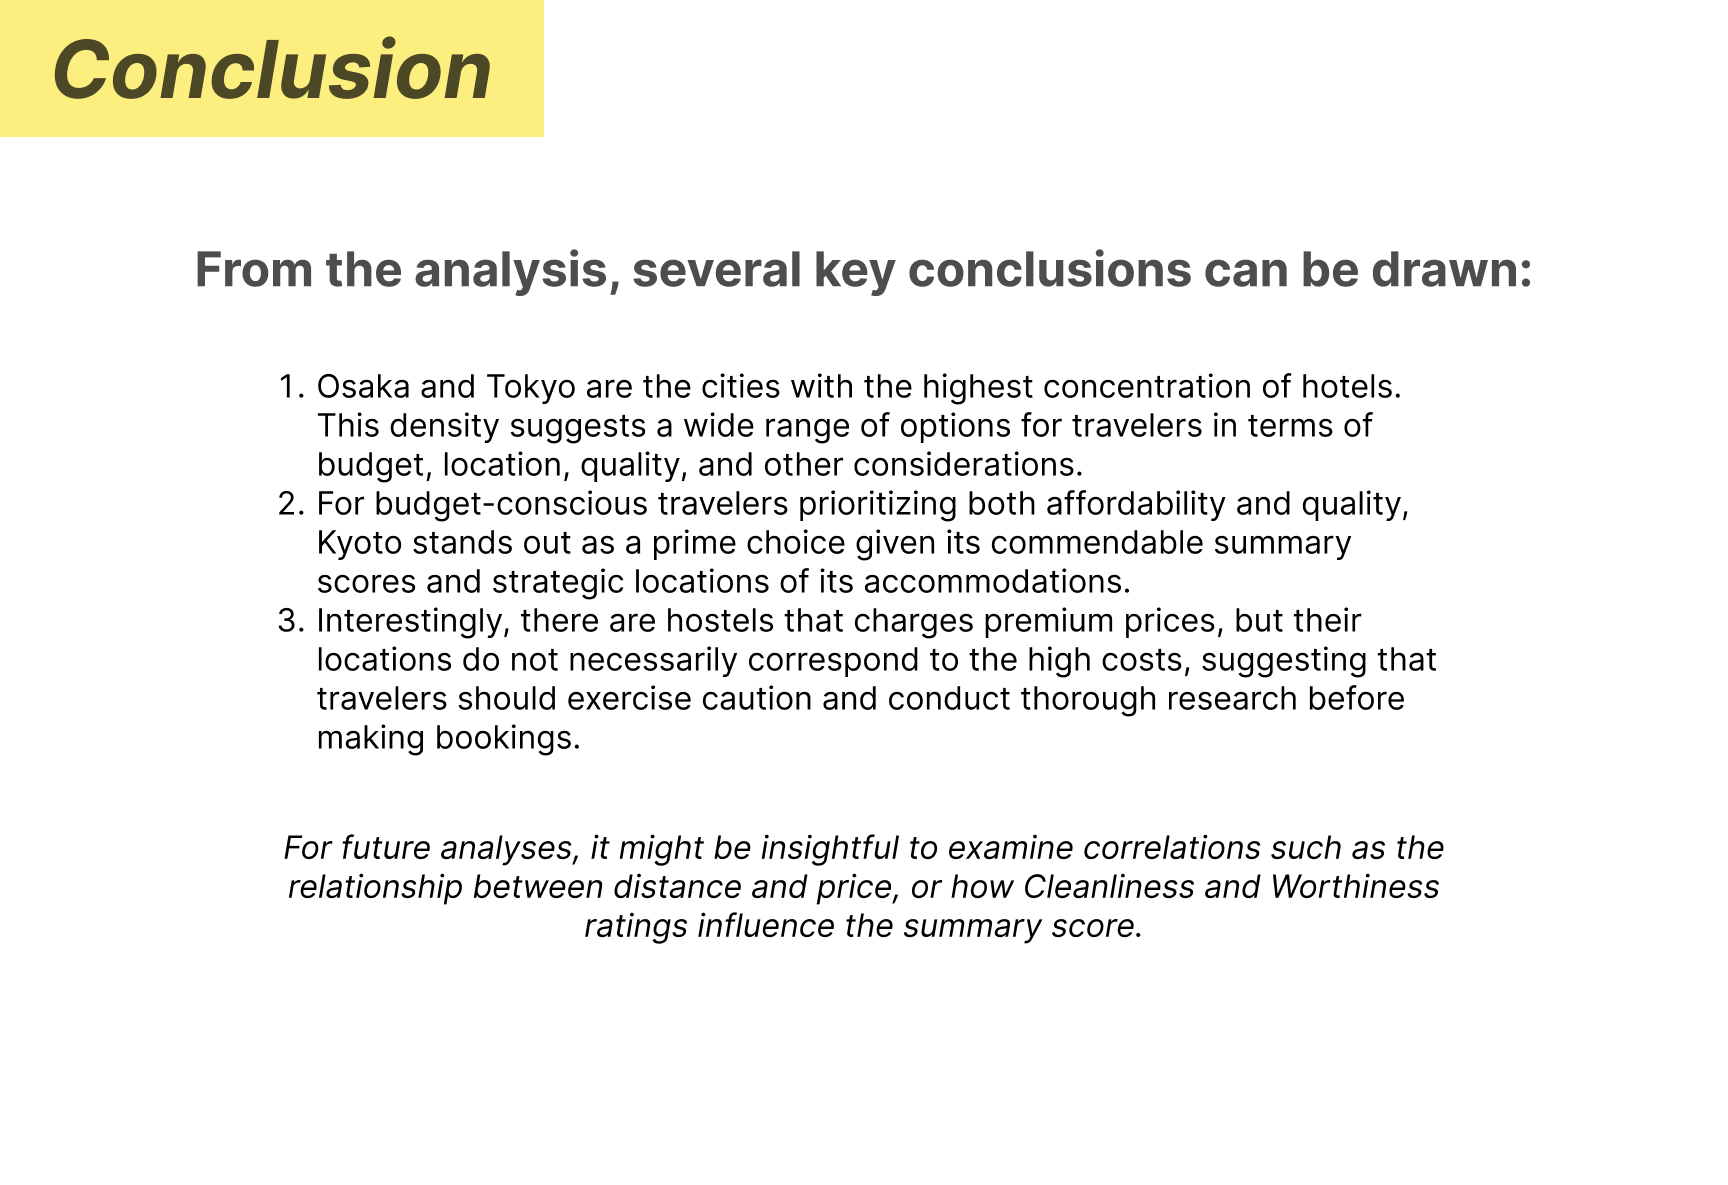 Conclusion
From the analysis, several key conclusions can be drawn:
1. Osaka and Tokyo are the cities with the highest concentration of hotels.
This density suggests a wide range of options for travelers in terms of
budget, location, quality, and other considerations.
2. For budget-conscious travelers prioritizing both affordability and quality,
Kyoto stands out as a prime choice given its commendable summary
scores and strategic locations of its accommodations.
3. Interestingly, there are hostels that charges premium prices, but their
locations do not necessarily correspond to the high costs, suggesting that
travelers should exercise caution and conduct thorough research before
making bookings.
For future analyses, it might be insightful to examine correlations such as the
relationship between distance and price, or how Cleanliness and Worthiness
ratings influence the summary score.